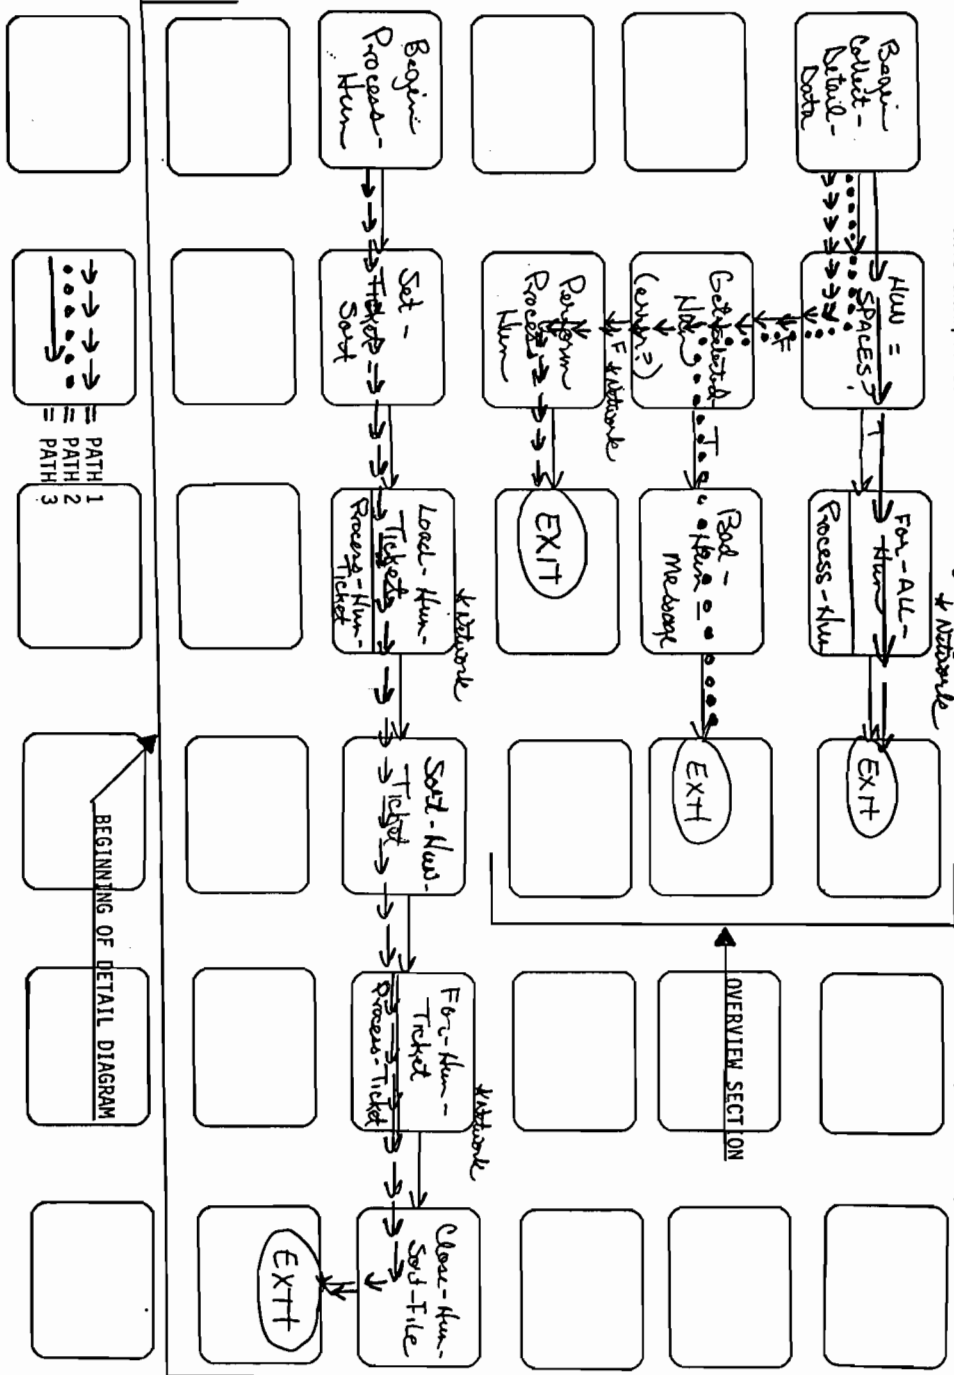 Begin
Collect-
Detail-
Data
HUN =
SPACES?
T
For-All-
Hun
Process-Hun
* Network
EXIT
F
Get
Hun
(error?)
T
Bad-
Hun-
Message
EXIT
F
* Network
Perform
Process
Hun
EXIT
OVERVIEW SECTION
Begin
Process-
Hun
Set-
Ticket-
Sort
Load-Hun-
Ticket
Process-Hun-
Ticket
* Network
Sort-Hun-
Ticket
For-Hun-
Ticket
Process-Ticket
* Network
Close-Hun-
Sort-File
EXIT
= PATH 1
= PATH 2
= PATH 3
BEGINNING OF DETAIL DIAGRAM